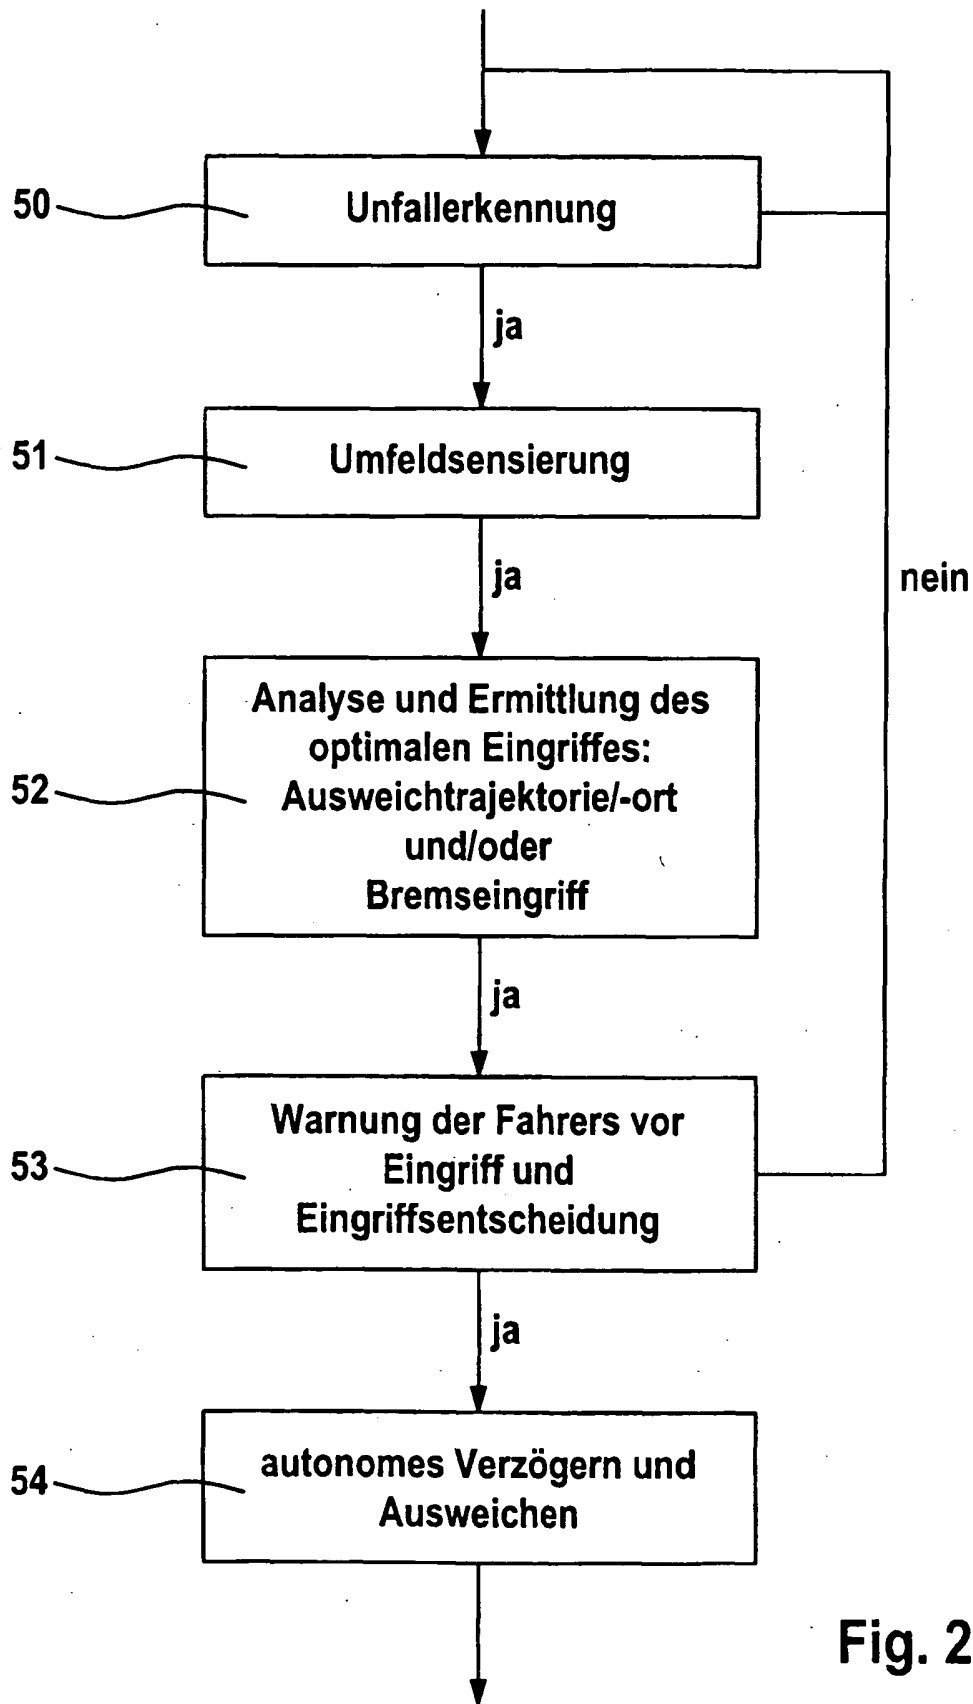 50
Unfallerkennung
ja
51
Umfeldsensierung
ja
nein
52
Analyse und Ermittlung des
optimalen Eingriffes:
Ausweichtrajektorie/-ort
und/oder
Bremseingriff
ja
53
Warnung der Fahrers vor
Eingriff und
Eingriffsentscheidung
ja
54
autonomes Verzögern und
Ausweichen
Fig. 2